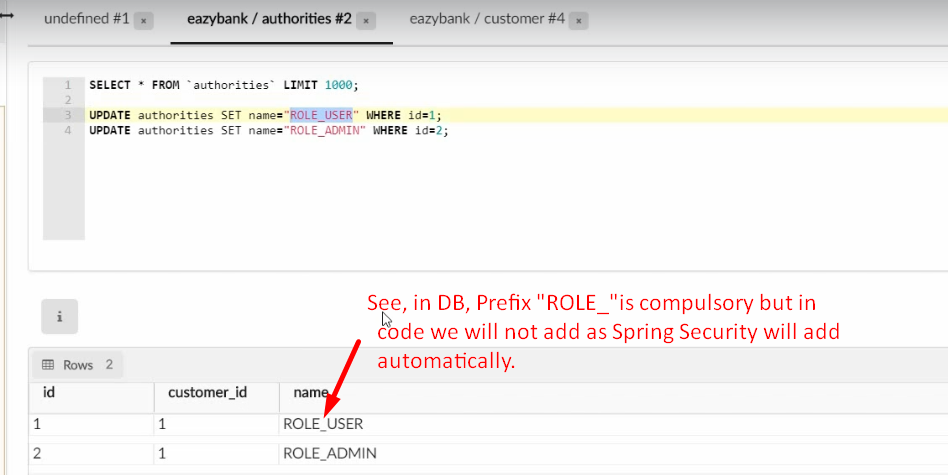 undefined #1 ×
eazybank / authorities #2 ×
eazybank / customer #4 ×
1 SELECT * FROM `authorities` LIMIT 1000;
2
3 UPDATE authorities SET name="ROLE_USER" WHERE id=1;
4 UPDATE authorities SET name="ROLE_ADMIN" WHERE id=2;
See, in DB, Prefix "ROLE_"is compulsory but in
code we will not add as Spring Security will add
automatically.
i
Rows 2
id customer_id name
1 1 ROLE_USER
2 1 ROLE_ADMIN